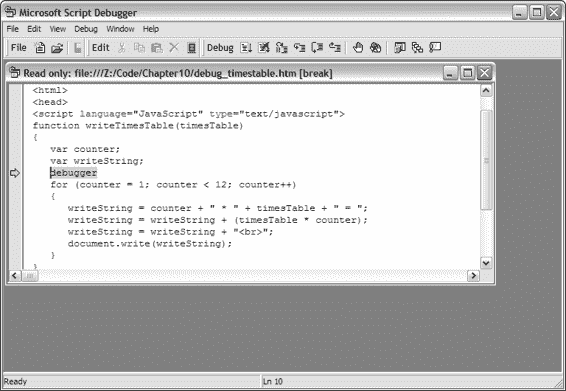 Microsoft Script Debugger
File Edit View Debug Window Help
File Edit Debug
Read only: file:///Z:/Code/Chapter10/debug_timestable.htm [break]
<html>
<head>
<script language="JavaScript" type="text/javascript">
function writeTimesTable(timesTable)
{
var counter;
var writeString;
debugger
for (counter = 1; counter < 12; counter++)
{
writeString = counter + " * " + timesTable + " = ";
writeString = writeString + (timesTable * counter);
writeString = writeString + "<br>";
document.write(writeString);
}
}
Ready Ln 10